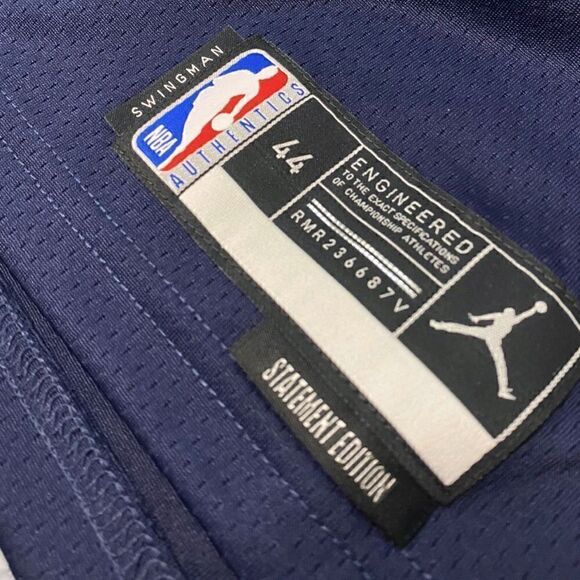 SWINGMAN
NBA
AUTHENTICS
44
ENGINEERED
TO THE EXACT SPECIFICATIONS
OF CHAMPIONSHIP ATHLETES
RMR236687V
STATEMENT EDITION